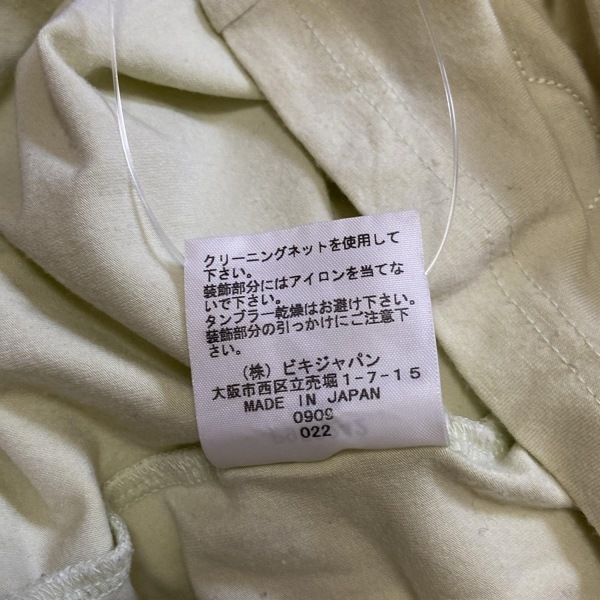 クリーニングネットを使用して
下さい。
装飾部分にはアイロンを当てな
いで下さい。
タンブラー乾燥はお避け下さい。
装飾部分の引っかけにご注意下
さい。
(株) ビキジャパン
大阪市西区立売堀1-7-15
MADE IN JAPAN
0909
022